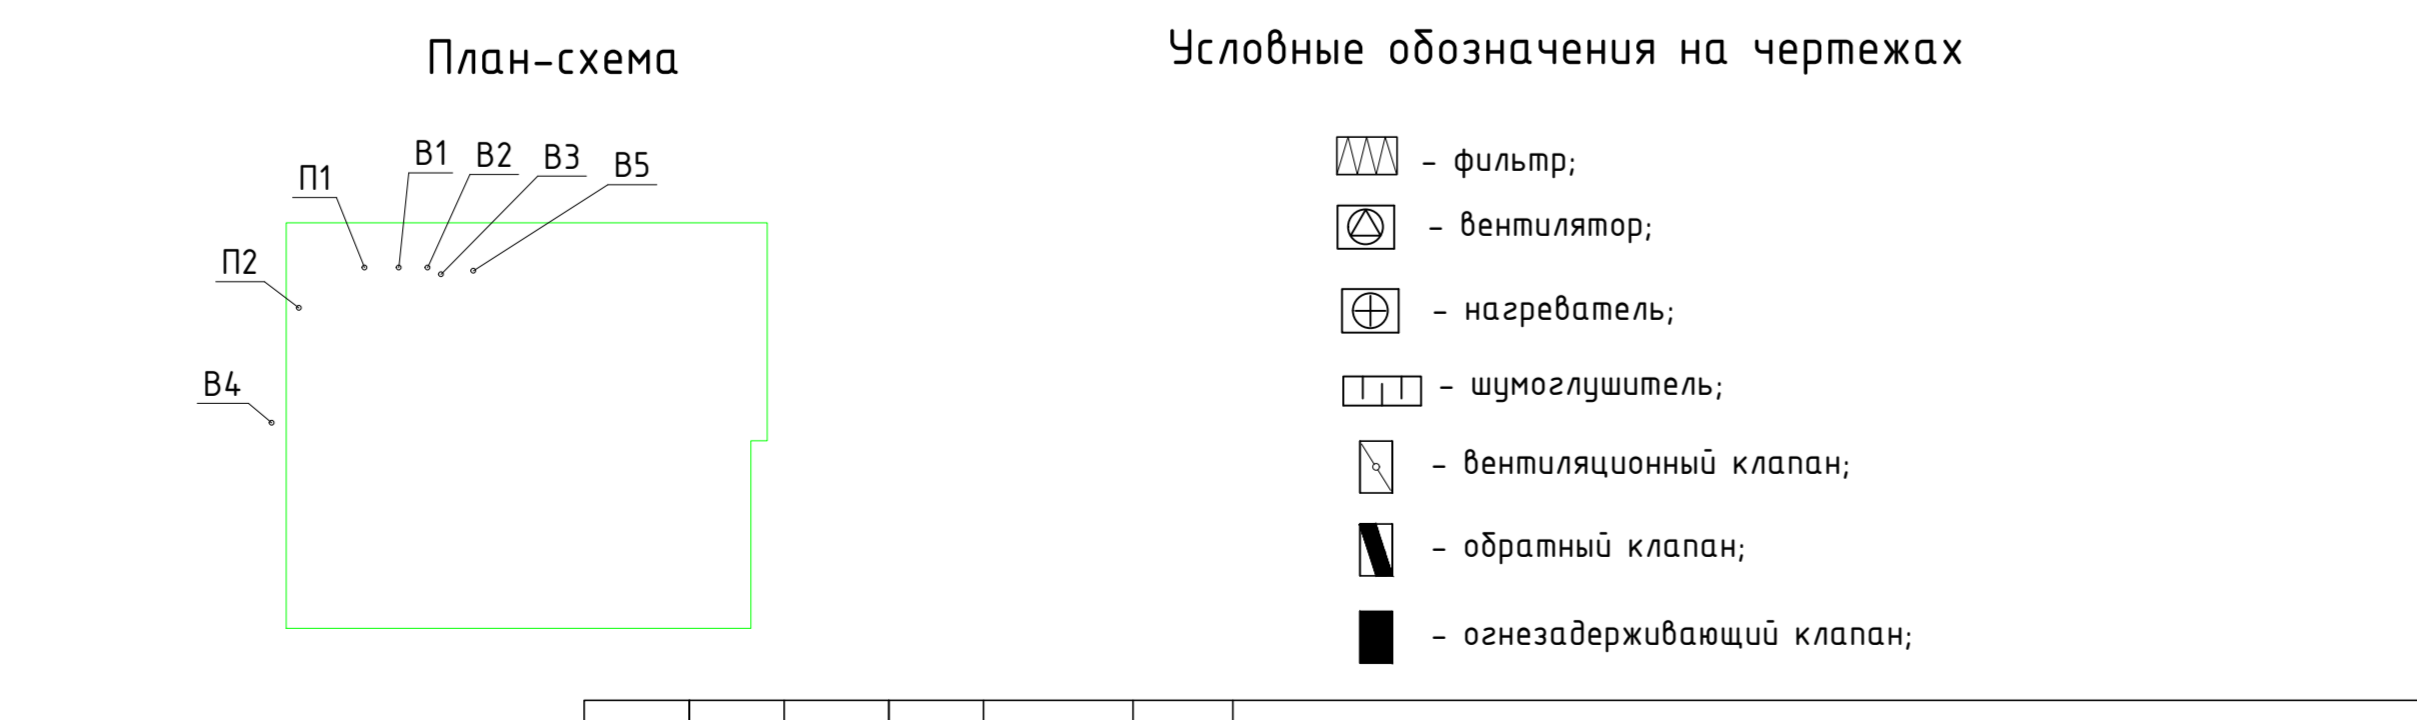 План-схема
П1
В1
В2
В3
В5
П2
В4
Условные обозначения на чертежах
- фильтр;
- вентилятор;
- нагреватель;
- шумоглушитель;
- вентиляционный клапан;
- обратный клапан;
- огнезадерживающий клапан;